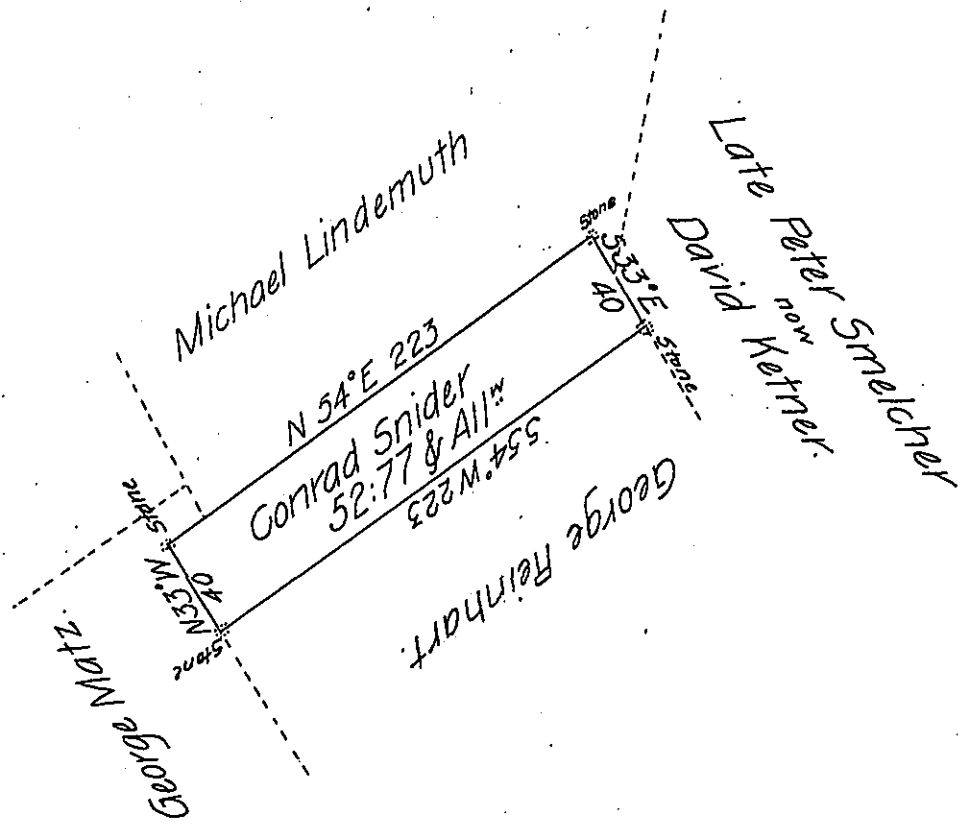 Michael Lindemuth
Late Peter Smelcher
now
David Ketner.
Stone
S33°E
40
Stone
N 54°E 223
Conrad Snider
52:77 & All ͫ
S54°W 223
George Reinhart.
Stone
N33°W
40
Stone
George Matz.